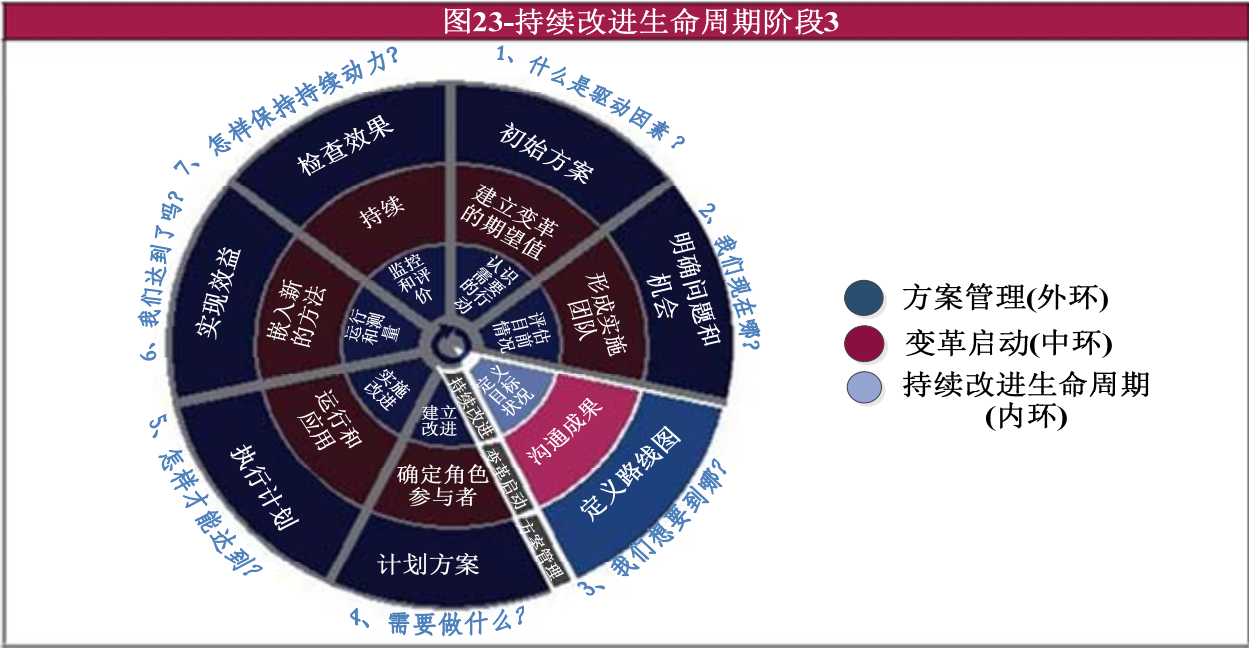 图23-持续改进生命周期阶段3
1、什么是驱动因素？
2、我们现在哪?
3、我们想要到哪?
4、需要做什么?
5、怎样才能达到?
6、我们达到了吗?
7、怎样保持持续动力?
初始方案
明确问题和
机会
定义路线图
计划方案
执行计划
实现效益
检查效果
建立变革
的期望值
形成实施
团队
沟通成果
确定角色
参与者
运行和
应用
嵌入新
的方法
持续
认识
需要
的行
动
评估
目前
情况
定义
目标
状况
建立
改进
实施
改进
运行
和测
量
监控
和评
价
持续改进
变革启动
方案管理
方案管理(外环)
变革启动(中环)
持续改进生命周期
(内环)